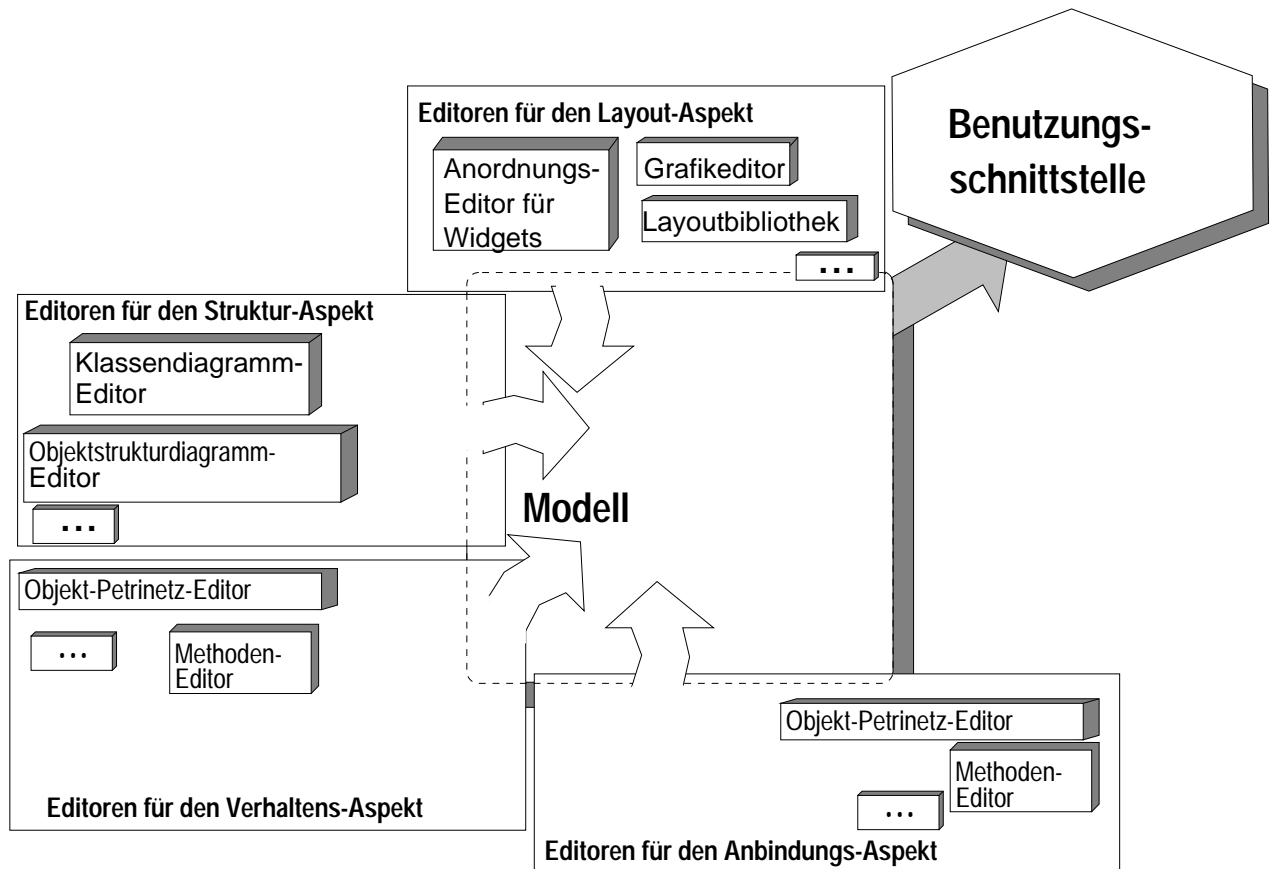 Editoren für den Layout-Aspekt
Anordnungs-
Editor für
Widgets
Grafikeditor
Layoutbibliothek
...
Benutzungs-
schnittstelle
Editoren für den Struktur-Aspekt
Klassendiagramm-
Editor
Objektstrukturdiagramm-
Editor
...
Modell
Objekt-Petrinetz-Editor
...
Methoden-
Editor
Editoren für den Verhaltens-Aspekt
Objekt-Petrinetz-Editor
Methoden-
Editor
...
Editoren für den Anbindungs-Aspekt